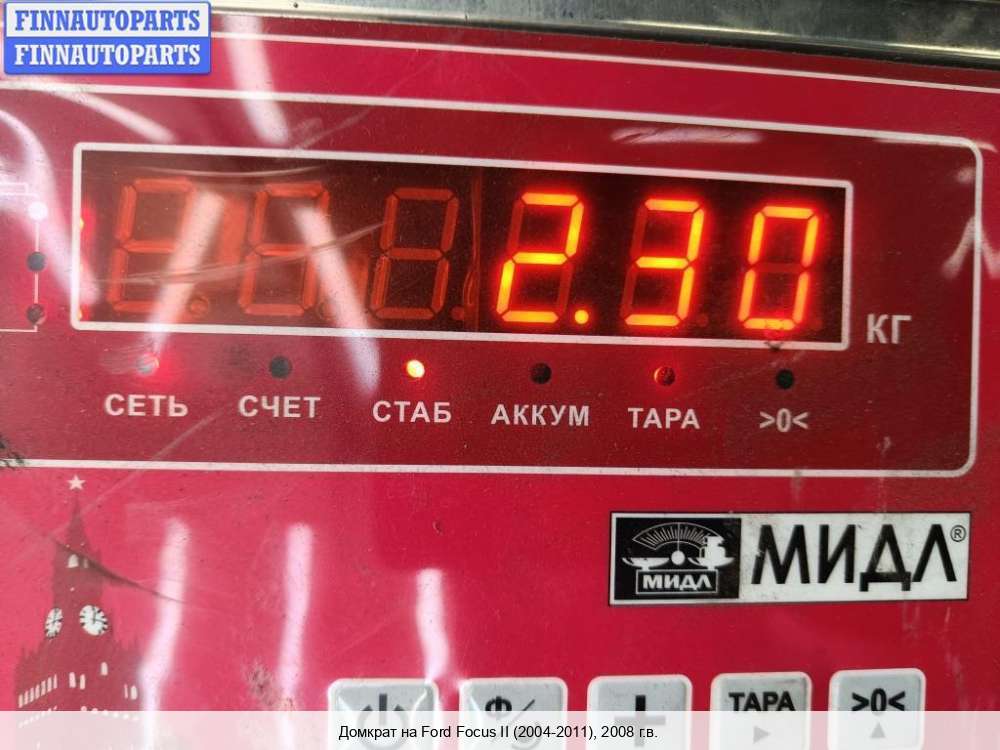 FINNAUTOPARTS
FINNAUTOPARTS
2.30
КГ
СЕТЬ СЧЕТ СТАБ АККУМ ТАРА >0<
МИДЛ МИДЛ®
ТАРА >0<
Домкрат на Ford Focus II (2004-2011), 2008 г.в.